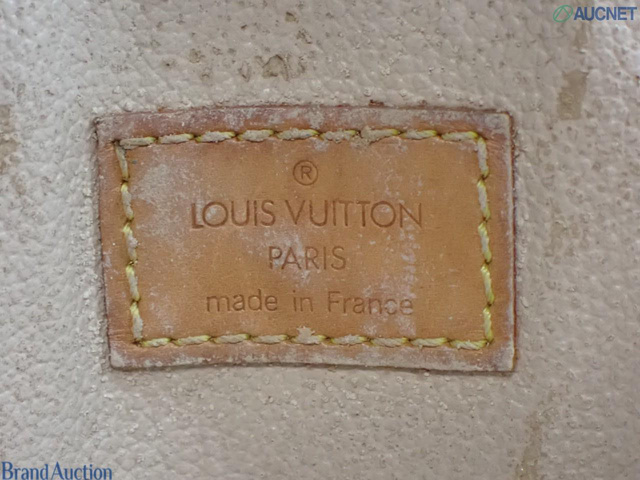 AUCNET
®
LOUIS VUITTON
PARIS
made in France
Brand Auction